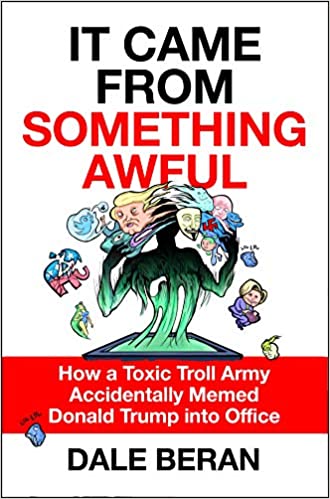 IT CAME
FROM
SOMETHING
AWFUL
How a Toxic Troll Army
Accidentally Memed
Donald Trump into Office
DALE BERAN